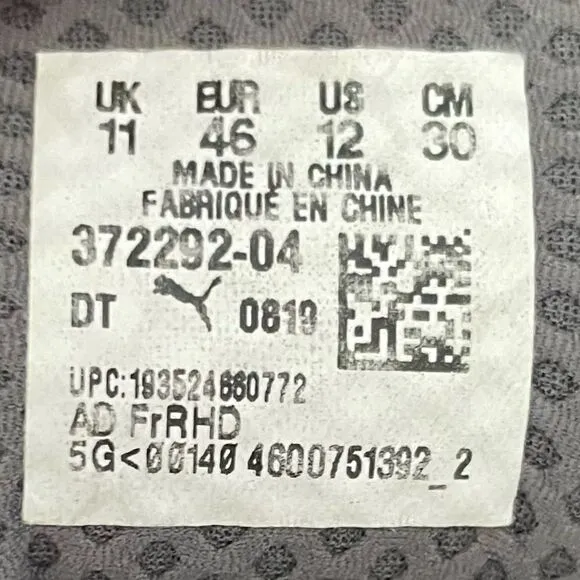 UK EUR US CM
11 46 12 30
MADE IN CHINA
FABRIQUÉ EN CHINE
372292-04
DT 0819
UPC:193524660772
AD FrRHD
5G<00140 4600751392_2